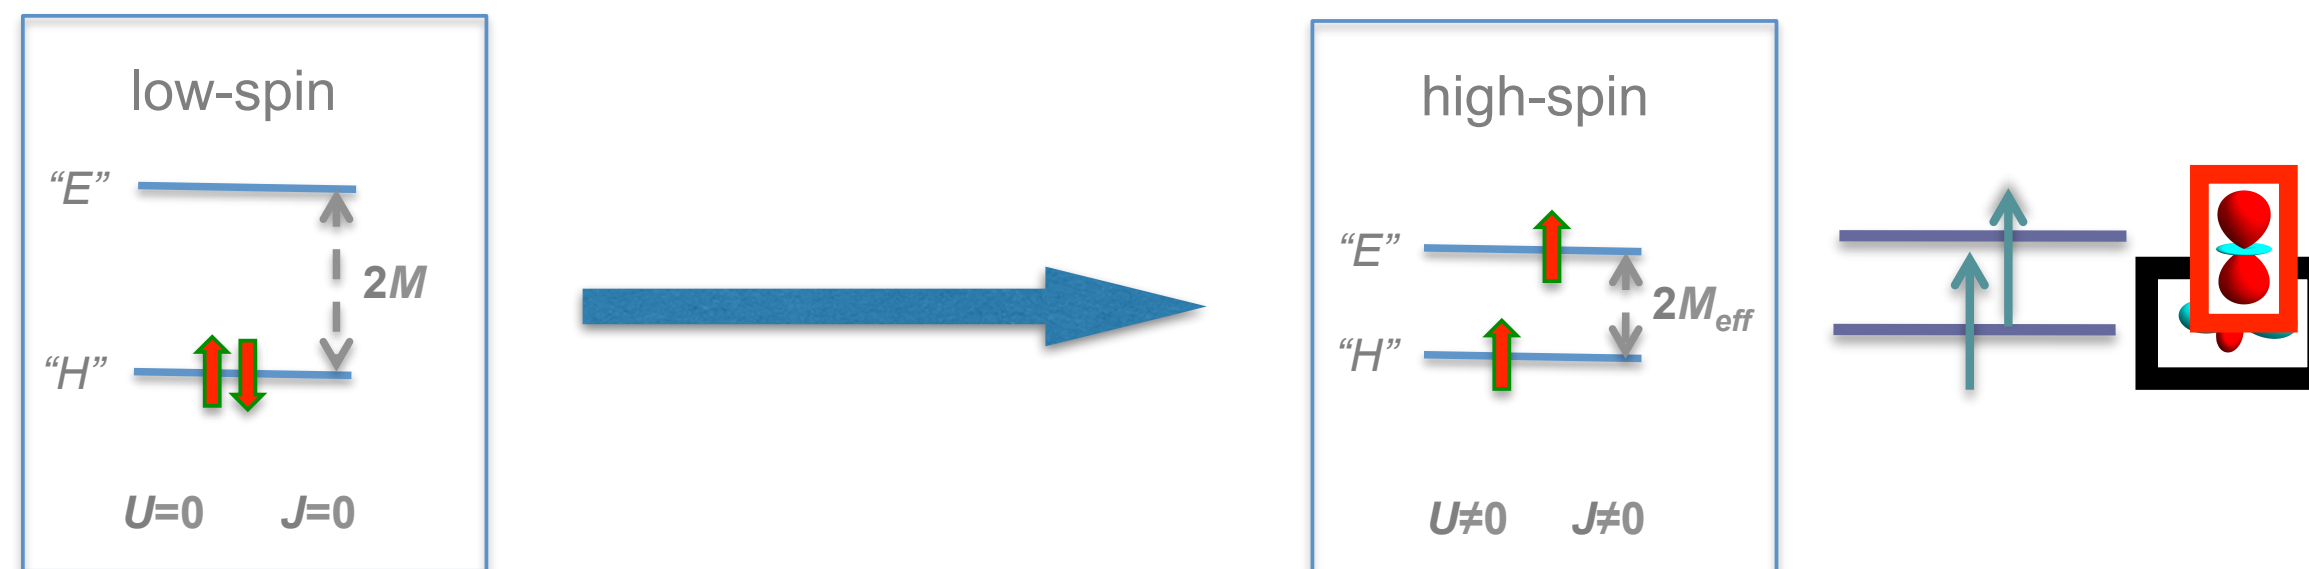 low-spin
“E”
2M
“H”
U=0 J=0
high-spin
“E”
2Meff
“H”
U≠0 J≠0